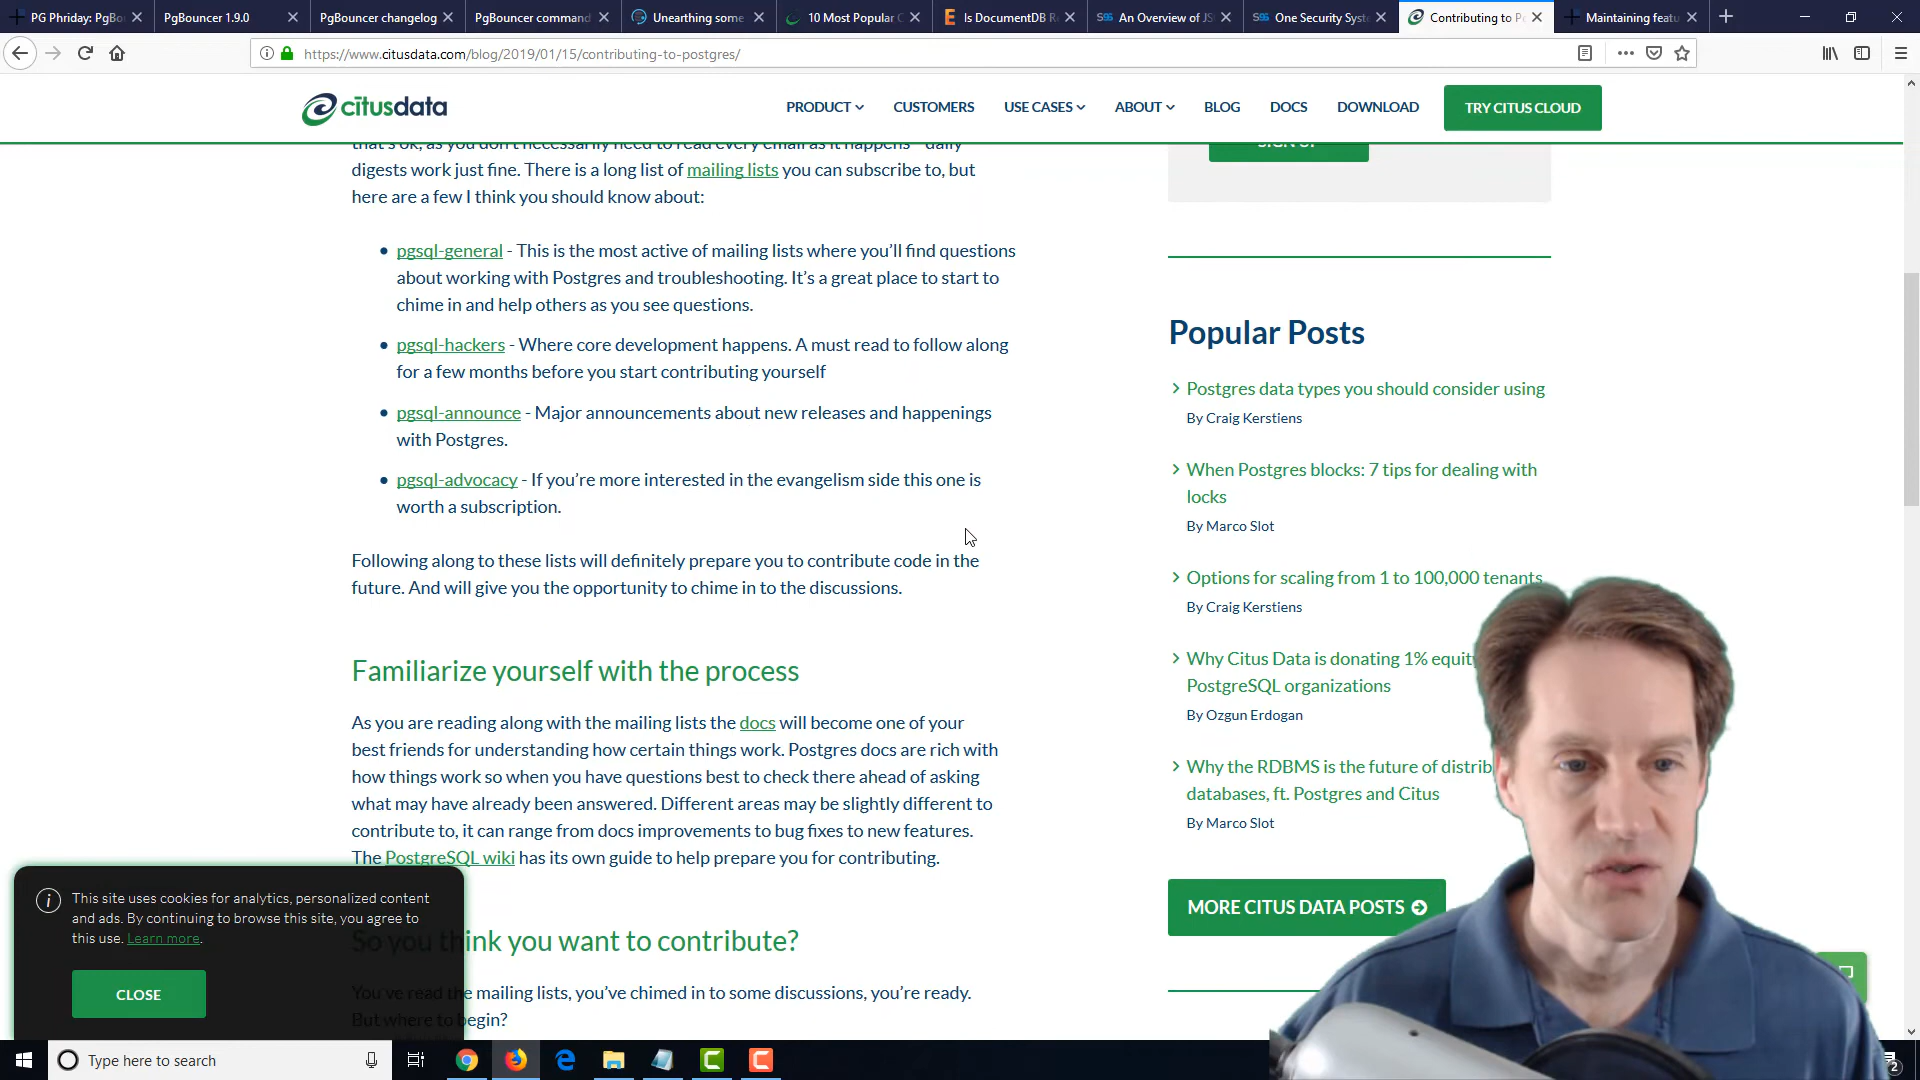 PG Phriday: PgBo
PgBouncer 1.9.0
PgBouncer changelog
PgBouncer command
Unearthing some
10 Most Popular C
Is DocumentDB R
An Overview of JS
One Security Syst
Contributing to P
Maintaining featu
https://www.citusdata.com/blog/2019/01/15/contributing-to-postgres/
citusdata
PRODUCT
CUSTOMERS
USE CASES
ABOUT
BLOG
DOCS
DOWNLOAD
TRY CITUS CLOUD
that's ok, as you don't necessarily need to read every email as it happens - daily
digests work just fine. There is a long list of mailing lists you can subscribe to, but
here are a few I think you should know about:
pgsql-general - This is the most active of mailing lists where you'll find questions
about working with Postgres and troubleshooting. It's a great place to start to
chime in and help others as you see questions.
pgsql-hackers - Where core development happens. A must read to follow along
for a few months before you start contributing yourself
pgsql-announce - Major announcements about new releases and happenings
with Postgres.
pgsql-advocacy - If you're more interested in the evangelism side this one is
worth a subscription.
Following along to these lists will definitely prepare you to contribute code in the
future. And will give you the opportunity to chime in to the discussions.
Familiarize yourself with the process
As you are reading along with the mailing lists the docs will become one of your
best friends for understanding how certain things work. Postgres docs are rich with
how things work so when you have questions best to check there ahead of asking
what may have already been answered. Different areas may be slightly different to
contribute to, it can range from docs improvements to bug fixes to new features.
The PostgreSQL wiki has its own guide to help prepare you for contributing.
So you think you want to contribute?
You've read the mailing lists, you've chimed in to some discussions, you're ready.
But where to begin?
SIGN UP
Popular Posts
Postgres data types you should consider using
By Craig Kerstiens
When Postgres blocks: 7 tips for dealing with
locks
By Marco Slot
Options for scaling from 1 to 100,000 tenants
By Craig Kerstiens
Why Citus Data is donating 1% equity
PostgreSQL organizations
By Ozgun Erdogan
Why the RDBMS is the future of distrib
databases, ft. Postgres and Citus
By Marco Slot
MORE CITUS DATA POSTS
This site uses cookies for analytics, personalized content
and ads. By continuing to browse this site, you agree to
this use. Learn more.
CLOSE
Type here to search
2